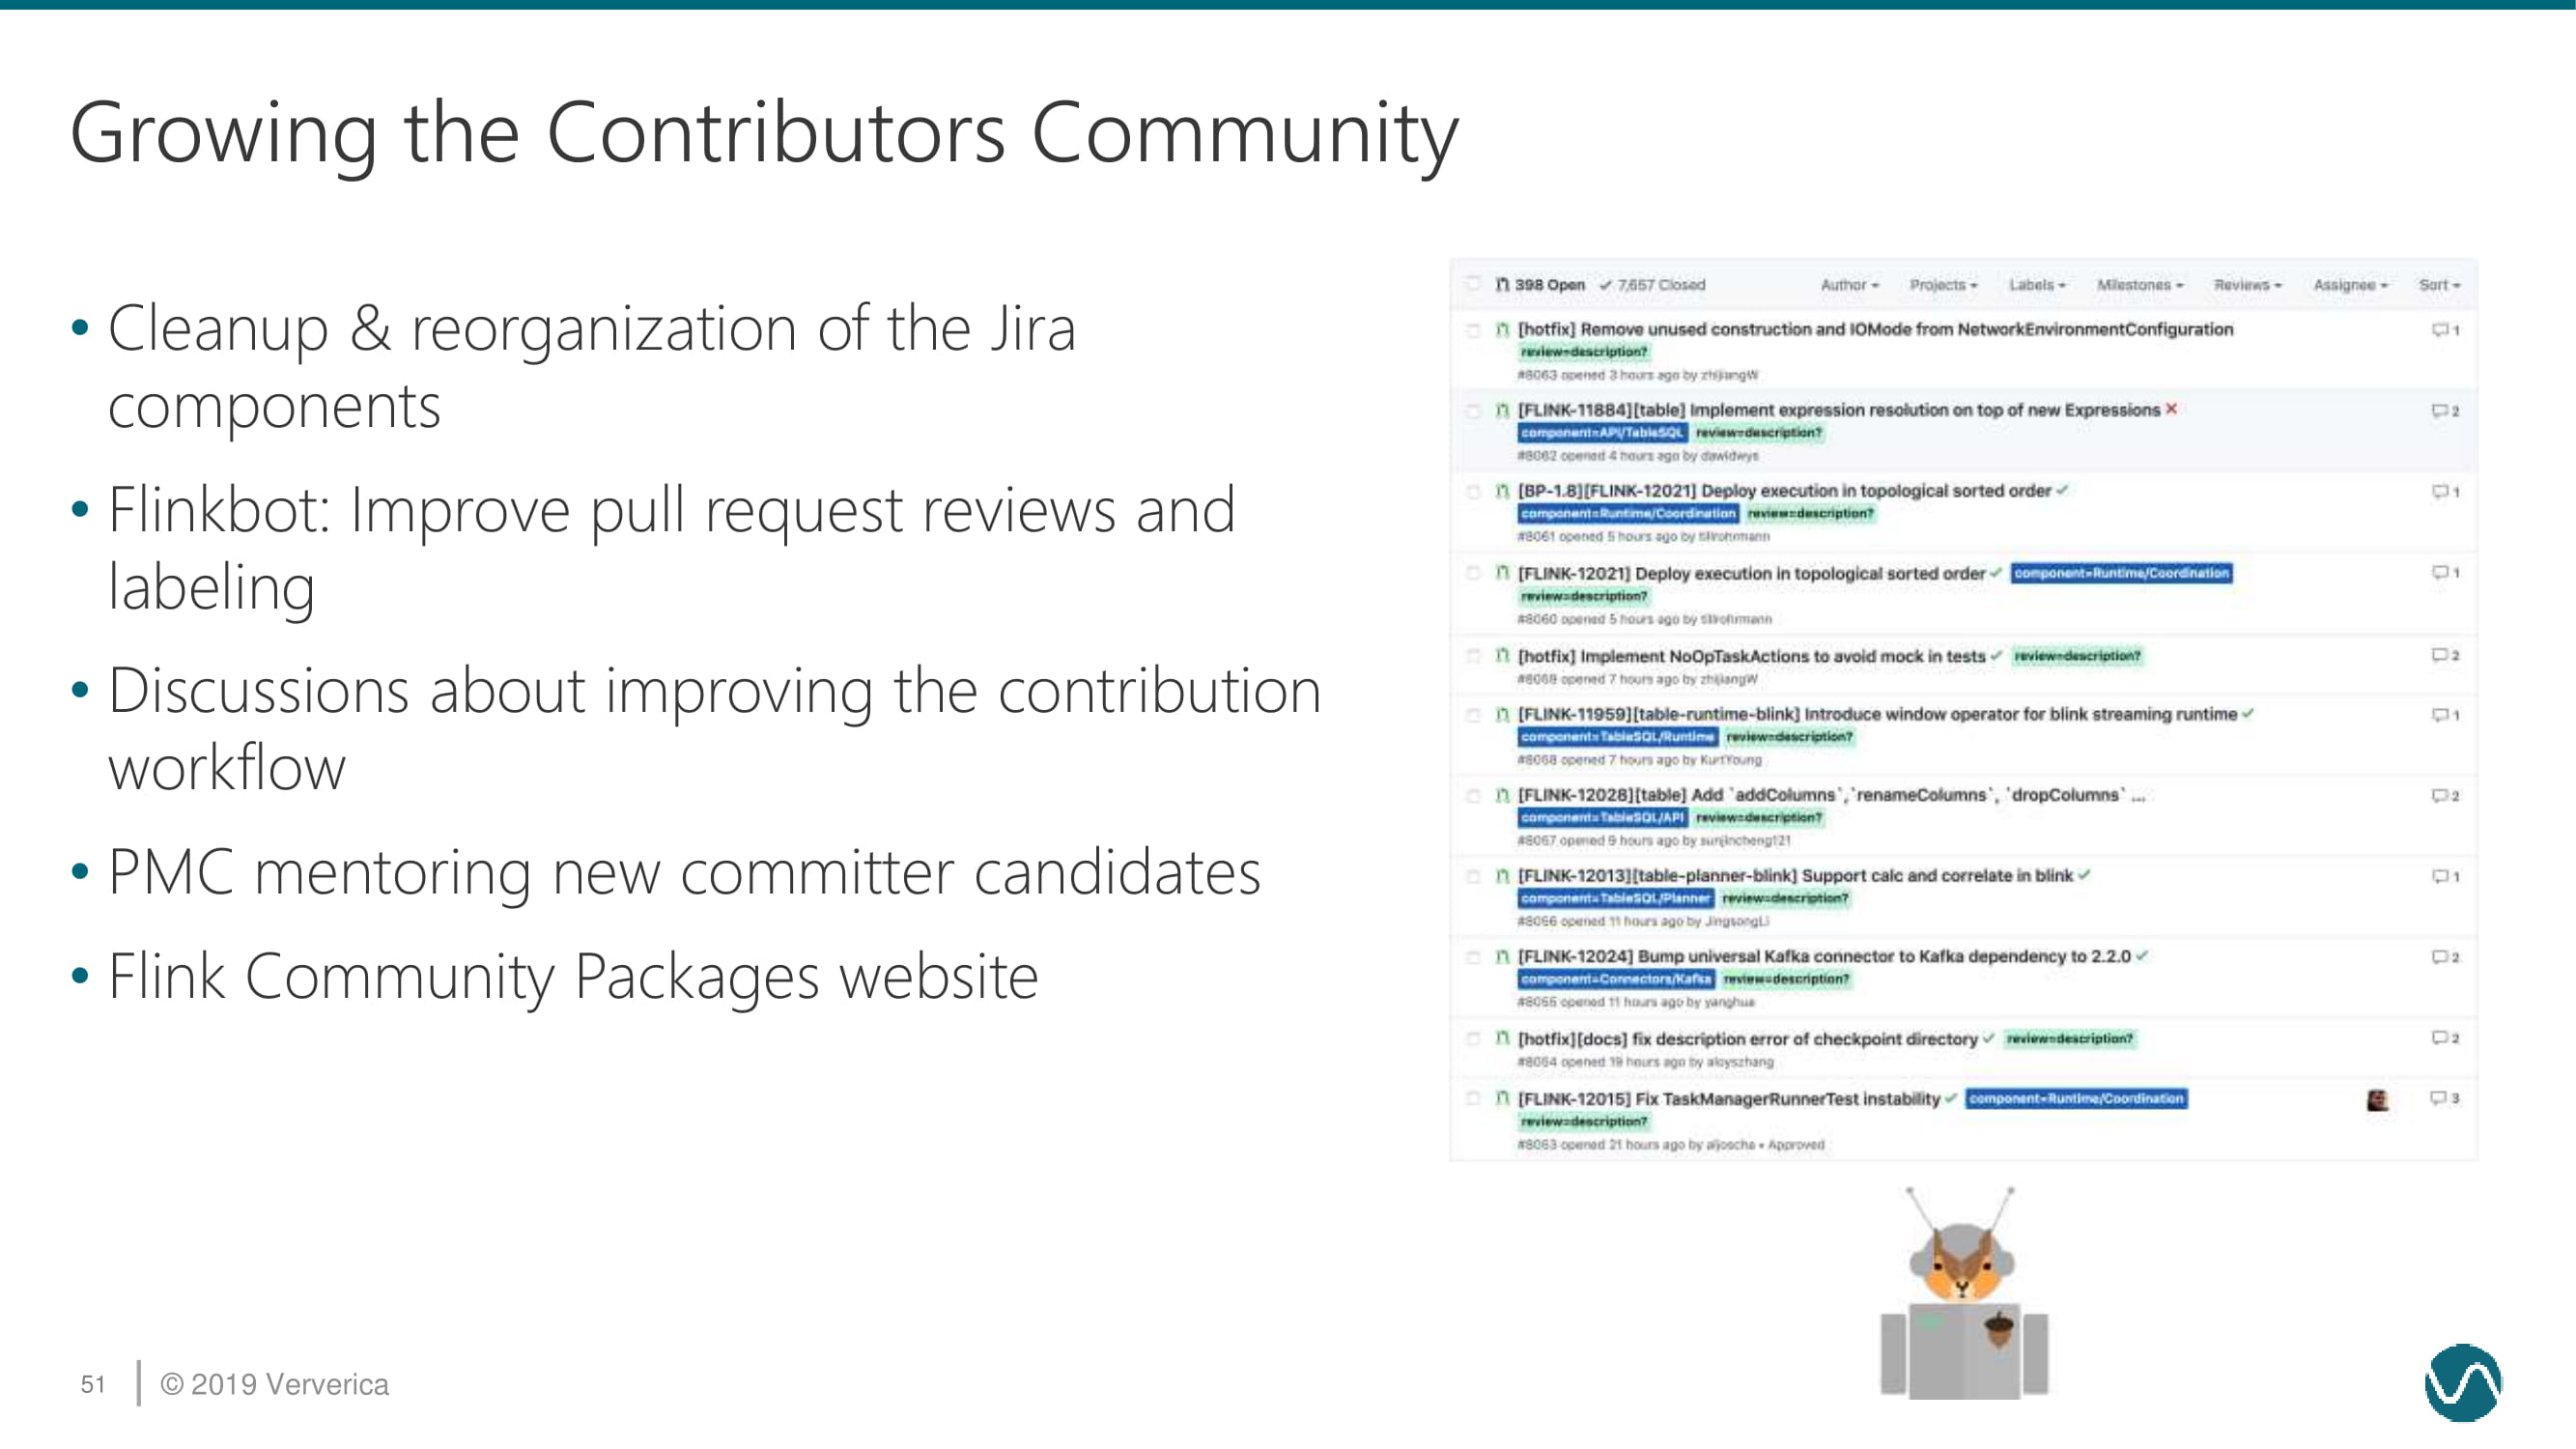 Growing the Contributors Community
• Cleanup & reorganization of the Jira
components
• Flinkbot: Improve pull request reviews and
labeling
• Discussions about improving the contribution
workflow
• PMC mentoring new committer candidates
• Flink Community Packages website
398 Open ✓ 7,657 Closed Author Projects Labels Milestones Reviews Assignee Sort
[hotfix] Remove unused construction and IOMode from NetworkEnvironmentConfiguration 1
review=description?
opened 3 hours ago by zhijiangW
[FLINK-11884][table] Implement expression resolution on top of new Expressions ✕ 2
component=API/TableSQL review=description?
#8062 opened 4 hours ago by dawidwys
[BP-1.8][FLINK-12021] Deploy execution in topological sorted order ✓ 1
component=Runtime/Coordination review=description?
#8061 opened 5 hours ago by tillrohrmann
[FLINK-12021] Deploy execution in topological sorted order ✓ component=Runtime/Coordination 1
review=description?
#8060 opened 5 hours ago by tillrohrmann
[hotfix] Implement NoOpTaskActions to avoid mock in tests ✓ review=description? 2
opened 7 hours ago by zhijiangW
[FLINK-11959][table-runtime-blink] Introduce window operator for blink streaming runtime ✓ 1
component=TableSQL/Runtime review=description?
opened 7 hours ago by KurtYoung
[FLINK-12028][table] Add `addColumns`,`renameColumns`, `dropColumns` ... 2
component=TableSQL/API review=description?
opened 9 hours ago by sunjincheng121
[FLINK-12013][table-planner-blink] Support calc and correlate in blink ✓ 1
component=TableSQL/Planner review=description?
opened 11 hours ago by JingsongLi
[FLINK-12024] Bump universal Kafka connector to Kafka dependency to 2.2.0 ✓ 2
component=Connectors/Kafka review=description?
opened 11 hours ago by yanghua
[hotfix][docs] fix description error of checkpoint directory ✓ review=description? 2
opened 19 hours ago by aloyszhang
[FLINK-12015] Fix TaskManagerRunnerTest instability ✓ component=Runtime/Coordination 3
review=description?
opened 21 hours ago by aljoscha • Approved
51 © 2019 Ververica